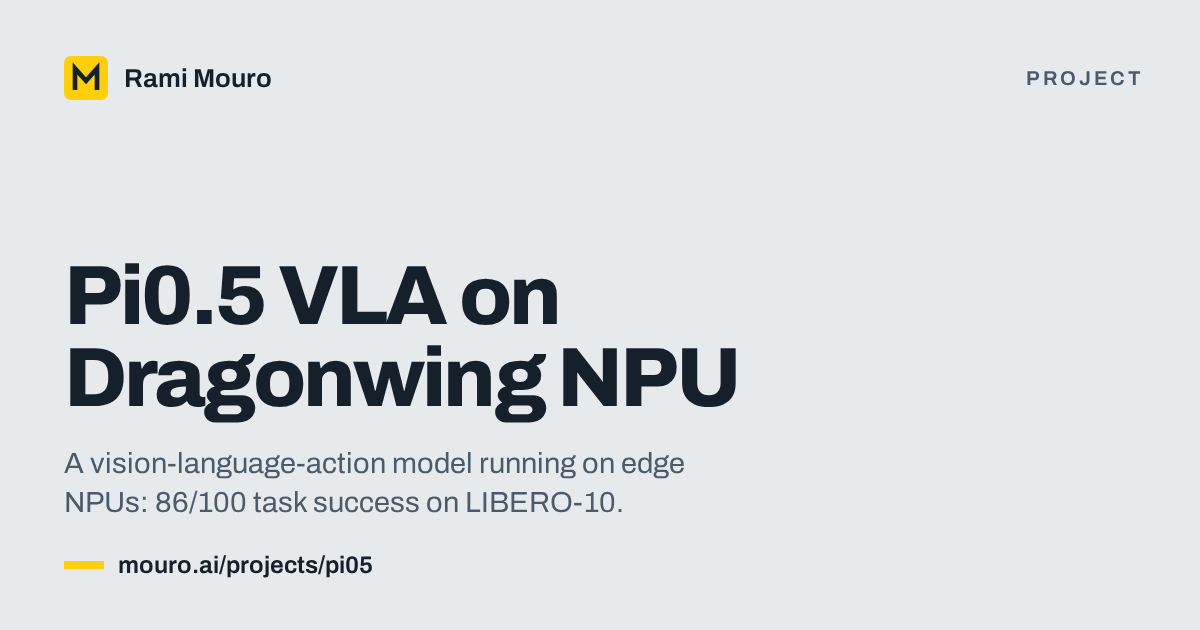 M Rami Mouro
PROJECT
Pi0.5 VLA on
Dragonwing NPU
A vision-language-action model running on edge
NPUs: 86/100 task success on LIBERO-10.
mouro.ai/projects/pi05